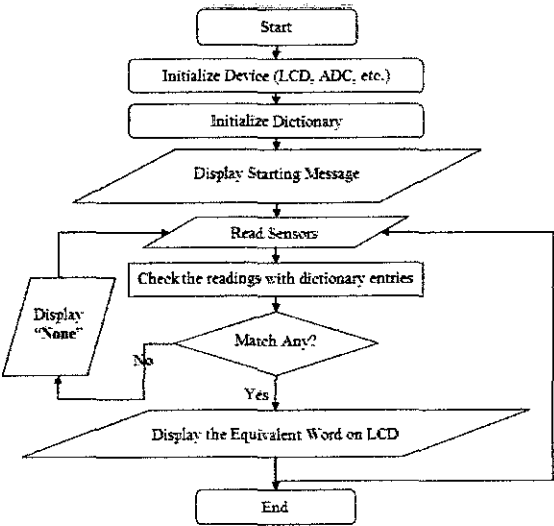 Start
Initialize Device (LCD, ADC, etc.)
Initialize Dictionary
Display Starting Message
Read Sensors
Check the readings with dictionary entries
Display
"None"
Match Any?
No
Yes
Display the Equivalent Word on LCD
End